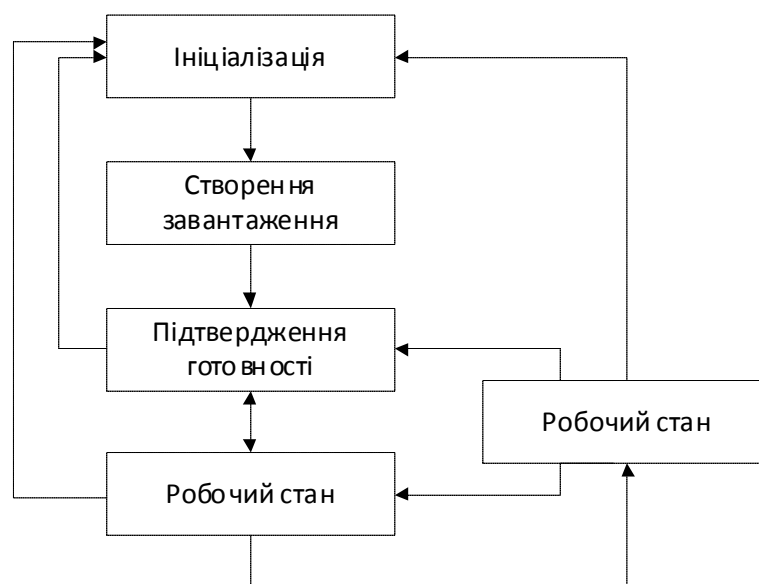 Ініціалізація
Створення
завантаження
Підтвердження
готовності
Робочий стан
Робочий стан